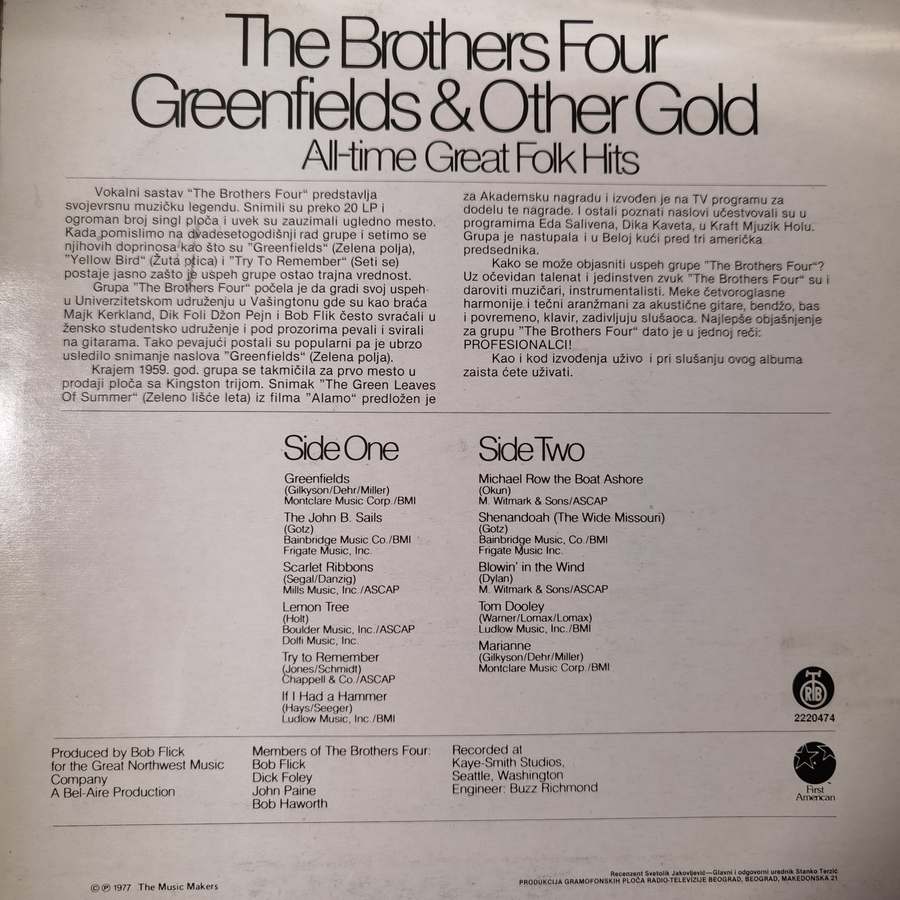 The Brothers Four
Greenfields & Other Gold
All-time Great Folk Hits
Vokalni sastav "The Brothers Four" predstavlja
svojevrsnu muzičku legendu. Snimili su preko 20 LP i
ogroman broj singl ploča i uvek su zauzimali ugledno mesto.
Kada pomislimo na dvadesetogodišnji rad grupe i setimo se
njihovih doprinosa kao što su "Greenfields" (Zelena polja),
"Yellow Bird" (Žuta ptica) i "Try To Remember" (Seti se)
postaje jasno zašto je uspeh grupe ostao trajna vrednost.
Grupa "The Brothers Four" počela je da gradi svoj uspeh
u Univerzitetskom udruženju u Vašingtonu gde su kao braća
Majk Kerkland, Dik Foli Džon Pejn i Bob Flik često svraćali u
žensko studentsko udruženje i pod prozorima pevali i svirali
na gitarama. Tako pevajući postali su popularni pa je ubrzo
usledilo snimanje naslova "Greenfields" (Zelena polja).
Krajem 1959. god. grupa se takmičila za prvo mesto u
prodaji ploča sa Kingston trijom. Snimak "The Green Leaves
Of Summer" (Zeleno lišće leta) iz filma "Alamo" predložen je
za Akademsku nagradu i izvođen je na TV programu za
dodelu te nagrade. I ostali poznati naslovi učestvovali su u
programima Eda Salivena, Dika Kaveta, u Kraft Mjuzik Holu.
Grupa je nastupala i u Beloj kući pred tri američka
predsednika.
Kako se može objasniti uspeh grupe "The Brothers Four"?
Uz očevidan talenat i jedinstven zvuk "The Brothers Four" su i
daroviti muzičari, instrumentalisti. Meke četvoroglasne
harmonije i tečni aranžmani za akustične gitare, bendžo, bas
i povremeno, klavir, zadivljuju slušaoca. Najlepše objašnjenje
za grupu "The Brothers Four" dato je u jednoj reči:
PROFESIONALCI!
Kao i kod izvođenja uživo i pri slušanju ovog albuma
zaista ćete uživati.
Side One
Greenfields
(Gilkyson/Dehr/Miller)
Montclare Music Corp./BMI
The John B. Sails
(Gotz)
Bainbridge Music Co./BMI
Frigate Music, Inc.
Scarlet Ribbons
(Segal/Danzig)
Mills Music, Inc./ASCAP
Lemon Tree
(Holt)
Boulder Music, Inc./ASCAP
Dolfi Music, Inc.
Try to Remember
(Jones/Schmidt)
Chappell & Co./ASCAP
If I Had a Hammer
(Hays/Seeger)
Ludlow Music, Inc./BMI
Side Two
Michael Row the Boat Ashore
(Okun)
M. Witmark & Sons/ASCAP
Shenandoah (The Wide Missouri)
(Gotz)
Bainbridge Music, Co./BMI
Frigate Music Inc.
Blowin' in the Wind
(Dylan)
M. Witmark & Sons/ASCAP
Tom Dooley
(Warner/Lomax/Lomax)
Ludlow Music, Inc./BMI
Marianne
(Gilkyson/Dehr/Miller)
Montclare Music Corp./BMI
RTB
2220474
Produced by Bob Flick
for the Great Northwest Music
Company
A Bel-Aire Production
Members of The Brothers Four:
Bob Flick
Dick Foley
John Paine
Bob Haworth
Recorded at
Kaye-Smith Studios,
Seattle, Washington
Engineer: Buzz Richmond
First
American
© ℗ 1977 The Music Makers
Recenzent Svetolik Jakovljević—Glavni i odgovorni urednik Stanko Terzić
PRODUKCIJA GRAMOFONSKIH PLOČA RADIO-TELEVIZIJE BEOGRAD, BEOGRAD, MAKEDONSKA 21